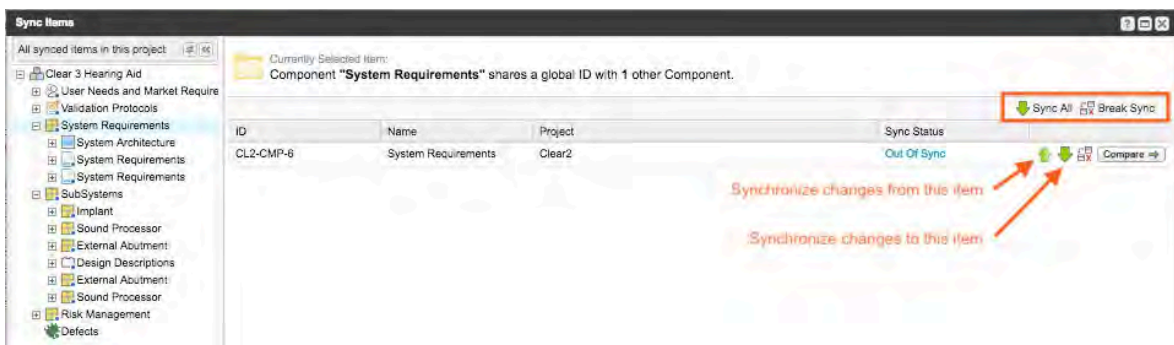 Sync Items
All synced items in this project
Clear 3 Hearing Aid
User Needs and Market Require
Validation Protocols
System Requirements
System Architecture
System Requirements
System Requirements
SubSystems
Implant
Sound Processor
External Abutment
Design Descriptions
External Abutment
Sound Processor
Risk Management
Defects
Currently Selected Item:
Component "System Requirements" shares a global ID with 1 other Component.
Sync All Break Sync
ID Name Project Sync Status
CL2-CMP-6 System Requirements Clear2 Out Of Sync Compare
Synchronize changes from this item
Synchronize changes to this item